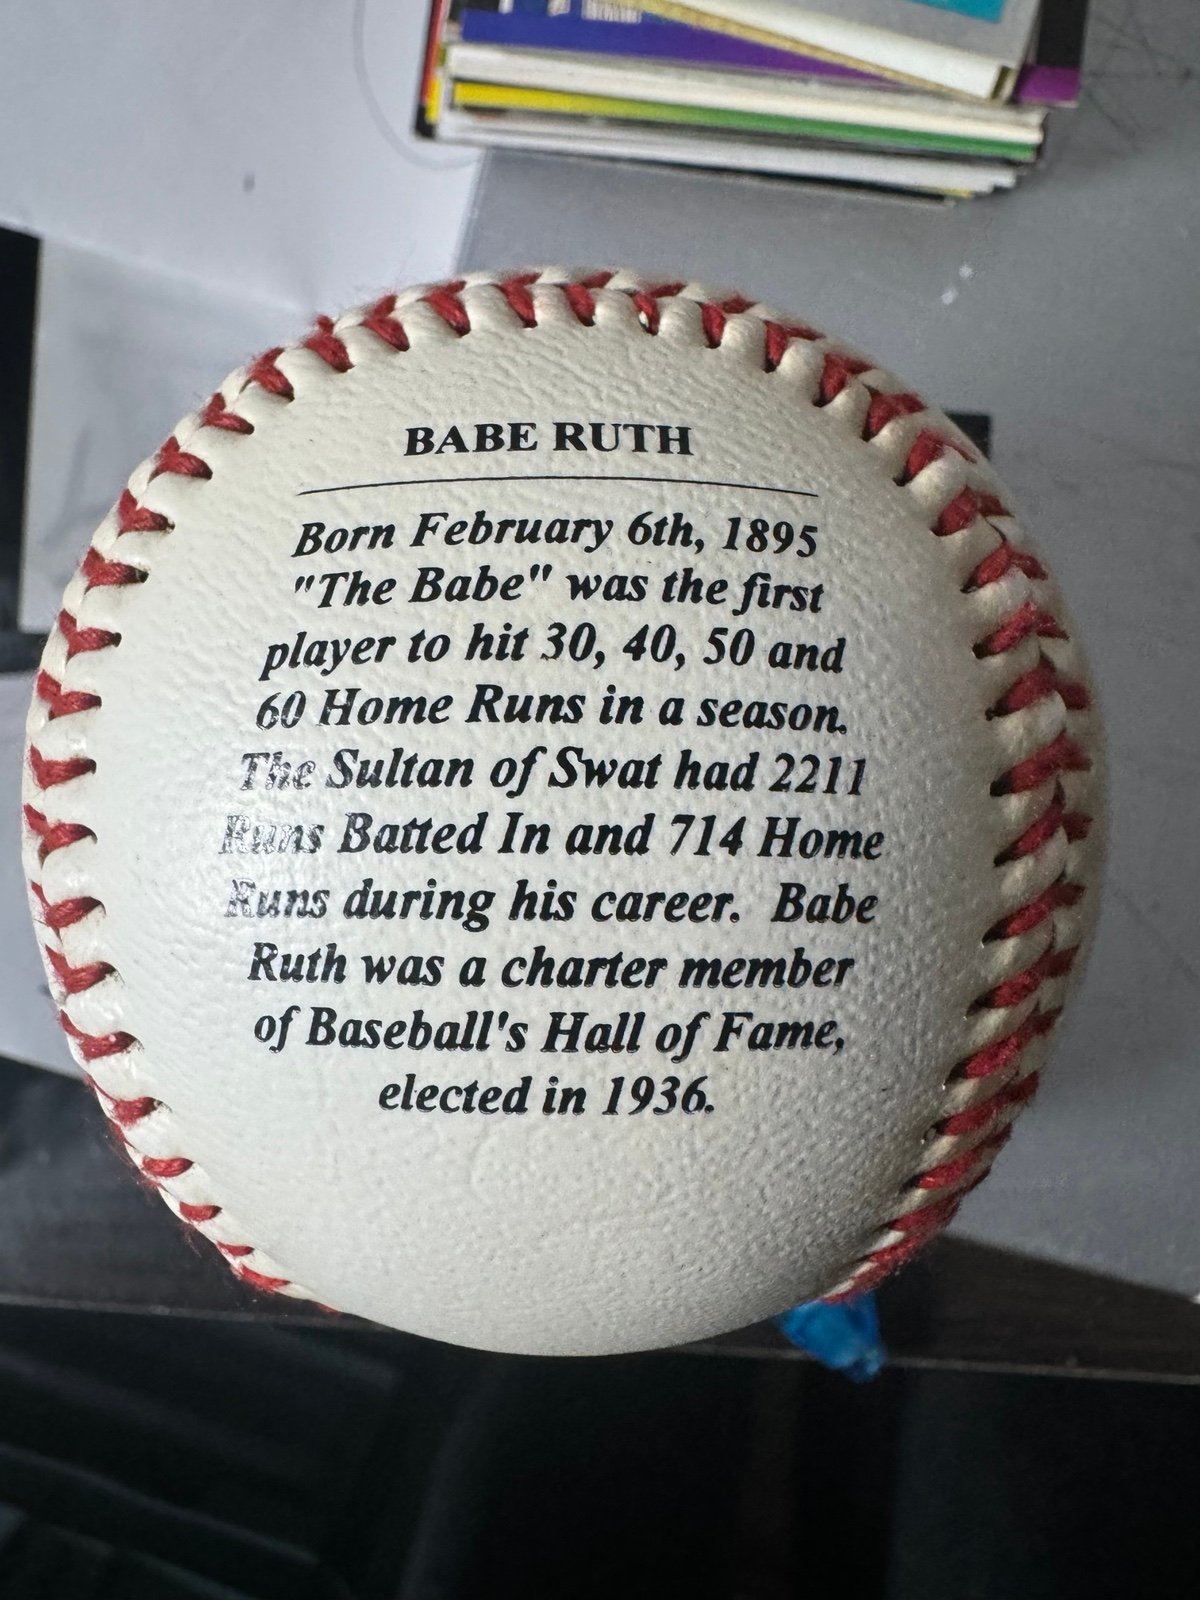 BABE RUTH
Born February 6th, 1895
"The Babe" was the first
player to hit 30, 40, 50 and
60 Home Runs in a season.
The Sultan of Swat had 2211
Runs Batted In and 714 Home
Runs during his career. Babe
Ruth was a charter member
of Baseball's Hall of Fame,
elected in 1936.